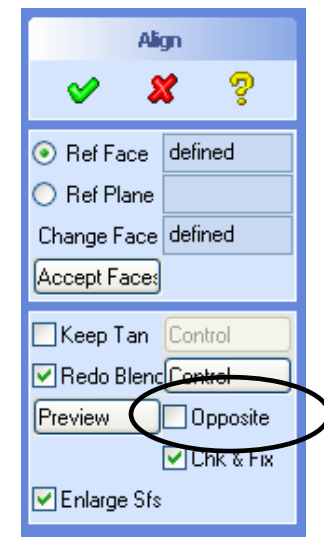 Align
Ref Face defined
Ref Plane
Change Face defined
Accept Faces
Keep Tan Control
Redo Blend Control
Preview Opposite
Chk & Fix
Enlarge Sfs